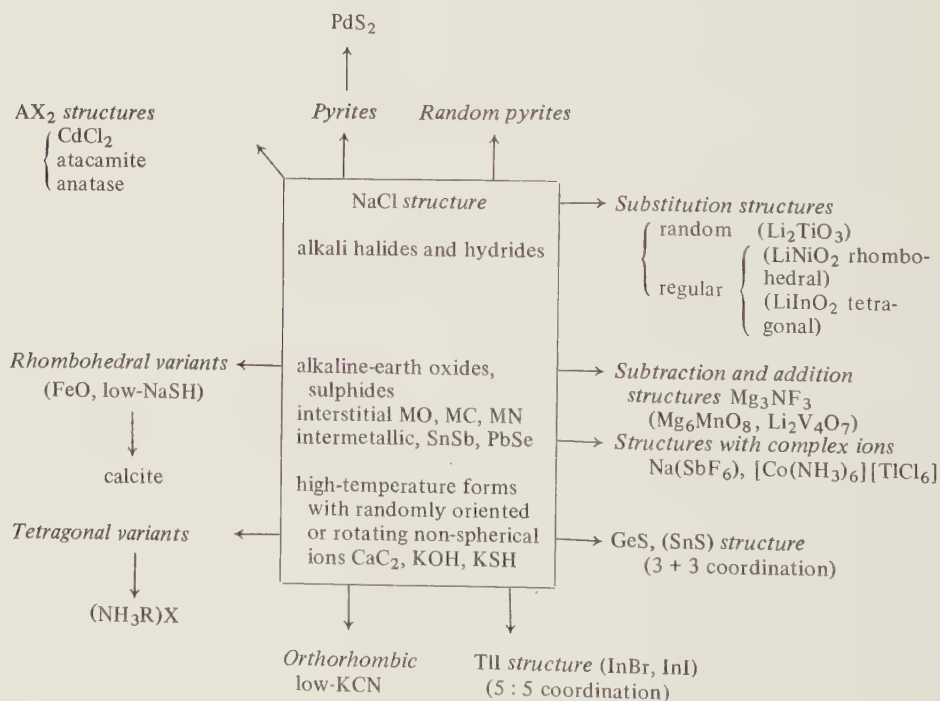 PdS₂
AX₂ structures
CdCl₂
atacamite
anatase
Pyrites
Random pyrites
NaCl structure
alkali halides and hydrides
alkaline-earth oxides,
sulphides
interstitial MO, MC, MN
intermetallic, SnSb, PbSe
high-temperature forms
with randomly oriented
or rotating non-spherical
ions CaC₂, KOH, KSH
Substitution structures
random (Li₂TiO₃)
regular
(LiNiO₂ rhombo-
hedral)
(LiInO₂ tetra-
gonal)
Rhombohedral variants
(FeO, low-NaSH)
calcite
Subtraction and addition
structures Mg₃NF₃
(Mg₆MnO₈, Li₂V₄O₇)
Structures with complex ions
Na(SbF₆), [Co(NH₃)₆][TlCl₆]
Tetragonal variants
(NH₃R)X
GeS, (SnS) structure
(3 + 3 coordination)
Orthorhombic
low-KCN
TlI structure (InBr, InI)
(5 : 5 coordination)